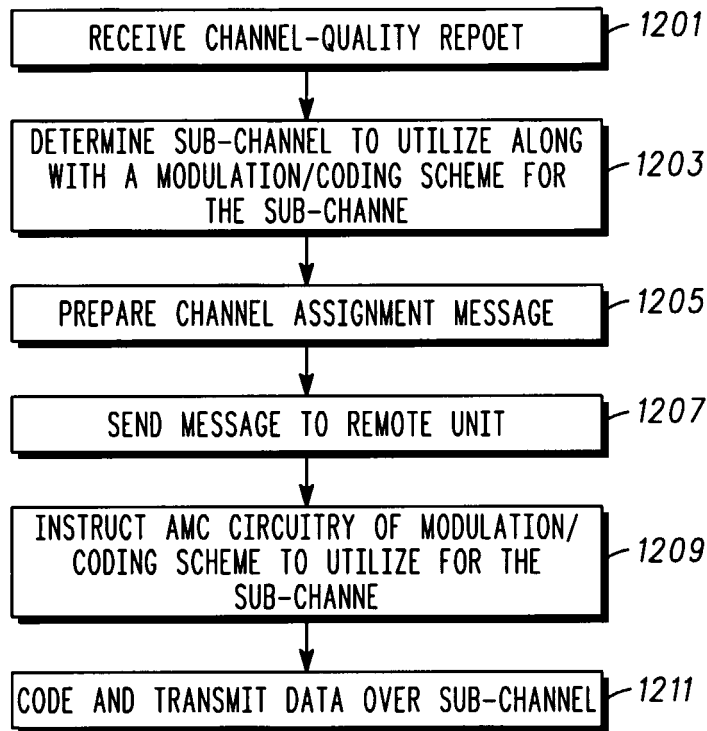 RECEIVE CHANNEL-QUALITY REPOET
1201
DETERMINE SUB-CHANNEL TO UTILIZE ALONG
WITH A MODULATION/CODING SCHEME FOR
THE SUB-CHANNE
1203
PREPARE CHANNEL ASSIGNMENT MESSAGE
1205
SEND MESSAGE TO REMOTE UNIT
1207
INSTRUCT AMC CIRCUITRY OF MODULATION/
CODING SCHEME TO UTILIZE FOR THE
SUB-CHANNE
1209
CODE AND TRANSMIT DATA OVER SUB-CHANNEL
1211